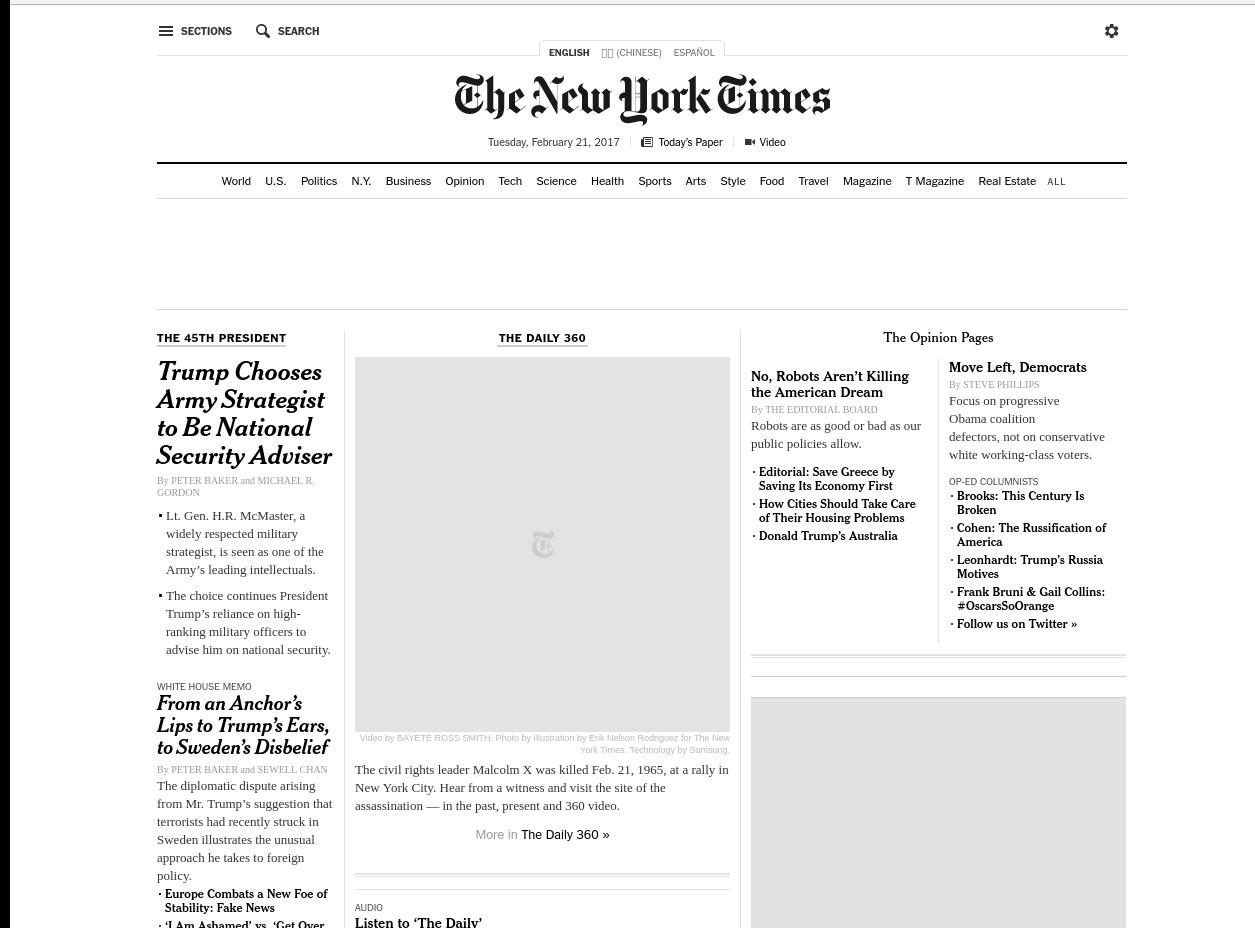 SECTIONS
SEARCH
ENGLISH
(CHINESE)
ESPAÑOL
The New York Times
Tuesday, February 21, 2017
Today's Paper
Video
World
U.S.
Politics
N.Y.
Business
Opinion
Tech
Science
Health
Sports
Arts
Style
Food
Travel
Magazine
T Magazine
Real Estate
ALL
THE 45TH PRESIDENT
Trump Chooses
Army Strategist
to Be National
Security Adviser
By PETER BAKER and MICHAEL R.
GORDON
• Lt. Gen. H.R. McMaster, a
widely respected military
strategist, is seen as one of the
Army's leading intellectuals.
• The choice continues President
Trump's reliance on high-
ranking military officers to
advise him on national security.
WHITE HOUSE MEMO
From an Anchor's
Lips to Trump's Ears,
to Sweden's Disbelief
By PETER BAKER and SEWELL CHAN
The diplomatic dispute arising
from Mr. Trump's suggestion that
terrorists had recently struck in
Sweden illustrates the unusual
approach he takes to foreign
policy.
· Europe Combats a New Foe of
Stability: Fake News
· 'I Am Ashamed' vs. 'Get Over
THE DAILY 360
Video by BAYETE ROSS SMITH. Photo by Illustration by Erik Nelson Rodriguez for The New
York Times. Technology by Samsung.
The civil rights leader Malcolm X was killed Feb. 21, 1965, at a rally in
New York City. Hear from a witness and visit the site of the
assassination — in the past, present and 360 video.
More in The Daily 360 »
AUDIO
Listen to 'The Daily'
The Opinion Pages
No, Robots Aren't Killing
the American Dream
By THE EDITORIAL BOARD
Robots are as good or bad as our
public policies allow.
· Editorial: Save Greece by
Saving Its Economy First
· How Cities Should Take Care
of Their Housing Problems
· Donald Trump's Australia
Move Left, Democrats
By STEVE PHILLIPS
Focus on progressive
Obama coalition
defectors, not on conservative
white working-class voters.
OP-ED COLUMNISTS
· Brooks: This Century Is
Broken
· Cohen: The Russification of
America
· Leonhardt: Trump's Russia
Motives
· Frank Bruni & Gail Collins:
#OscarsSoOrange
· Follow us on Twitter »